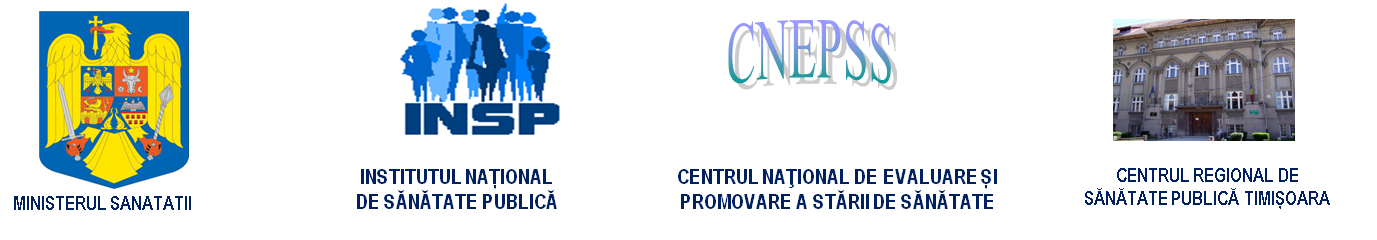 INSP
CNEPSS
MINISTERUL SANATATII
INSTITUTUL NAȚIONAL
DE SĂNĂTATE PUBLICĂ
CENTRUL NAŢIONAL DE EVALUARE ȘI
PROMOVARE A STĂRII DE SĂNĂTATE
CENTRUL REGIONAL DE
SĂNĂTATE PUBLICĂ TIMIȘOARA